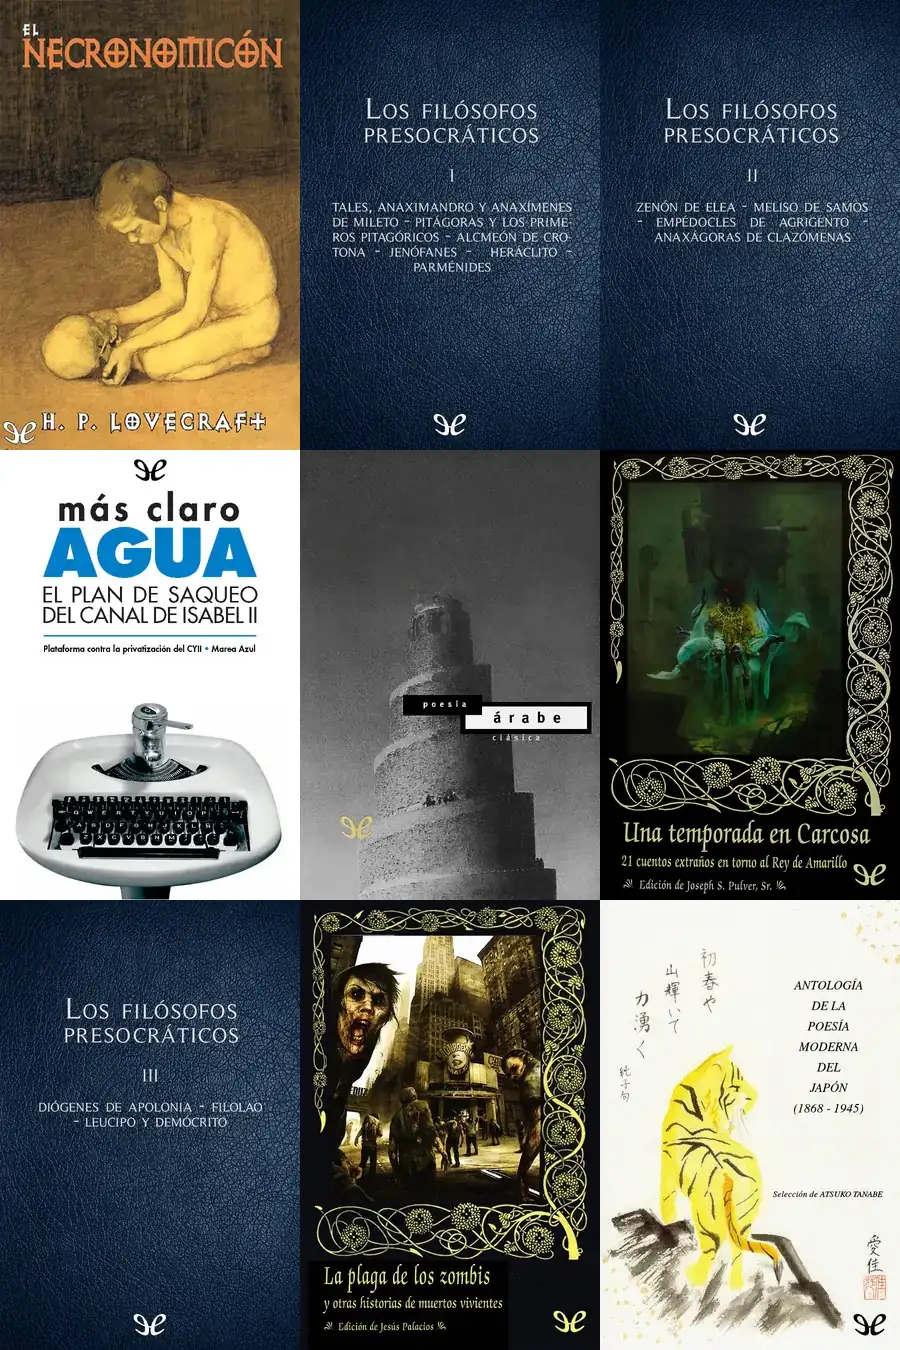 EL
NECRONOMICÓN
H. P. LOVECRAFT
LOS FILÓSOFOS
PRESOCRÁTICOS
I
TALES, ANAXIMANDRO Y ANAXÍMENES
DE MILETO - PITÁGORAS Y LOS PRIME-
ROS PITAGÓRICOS - ALCMEÓN DE CRO-
TONA - JENÓFANES - HERÁCLITO -
PARMÉNIDES
LOS FILÓSOFOS
PRESOCRÁTICOS
II
ZENÓN DE ELEA - MELISO DE SAMOS
- EMPÉDOCLES DE AGRIGENTO -
ANAXÁGORAS DE CLAZÓMENAS
más claro
AGUA
EL PLAN DE SAQUEO
DEL CANAL DE ISABEL II
Plataforma contra la privatización del CYII • Marea Azul
poesía
árabe
clásica
Una temporada en Carcosa
21 cuentos extraños en torno al Rey de Amarillo
Edición de Joseph S. Pulver, Sr.
LOS FILÓSOFOS
PRESOCRÁTICOS
III
DIÓGENES DE APOLONIA - FILOLAO
- LEUCIPO Y DEMÓCRITO
La plaga de los zombis
y otras historias de muertos vivientes
Edición de Jesús Palacios
初春や
山輝いて
力湧く
純子句
ANTOLOGÍA
DE LA
POESÍA
MODERNA
DEL
JAPÓN
(1868 - 1945)
Selección de ATSUKO TANABE
愛佳